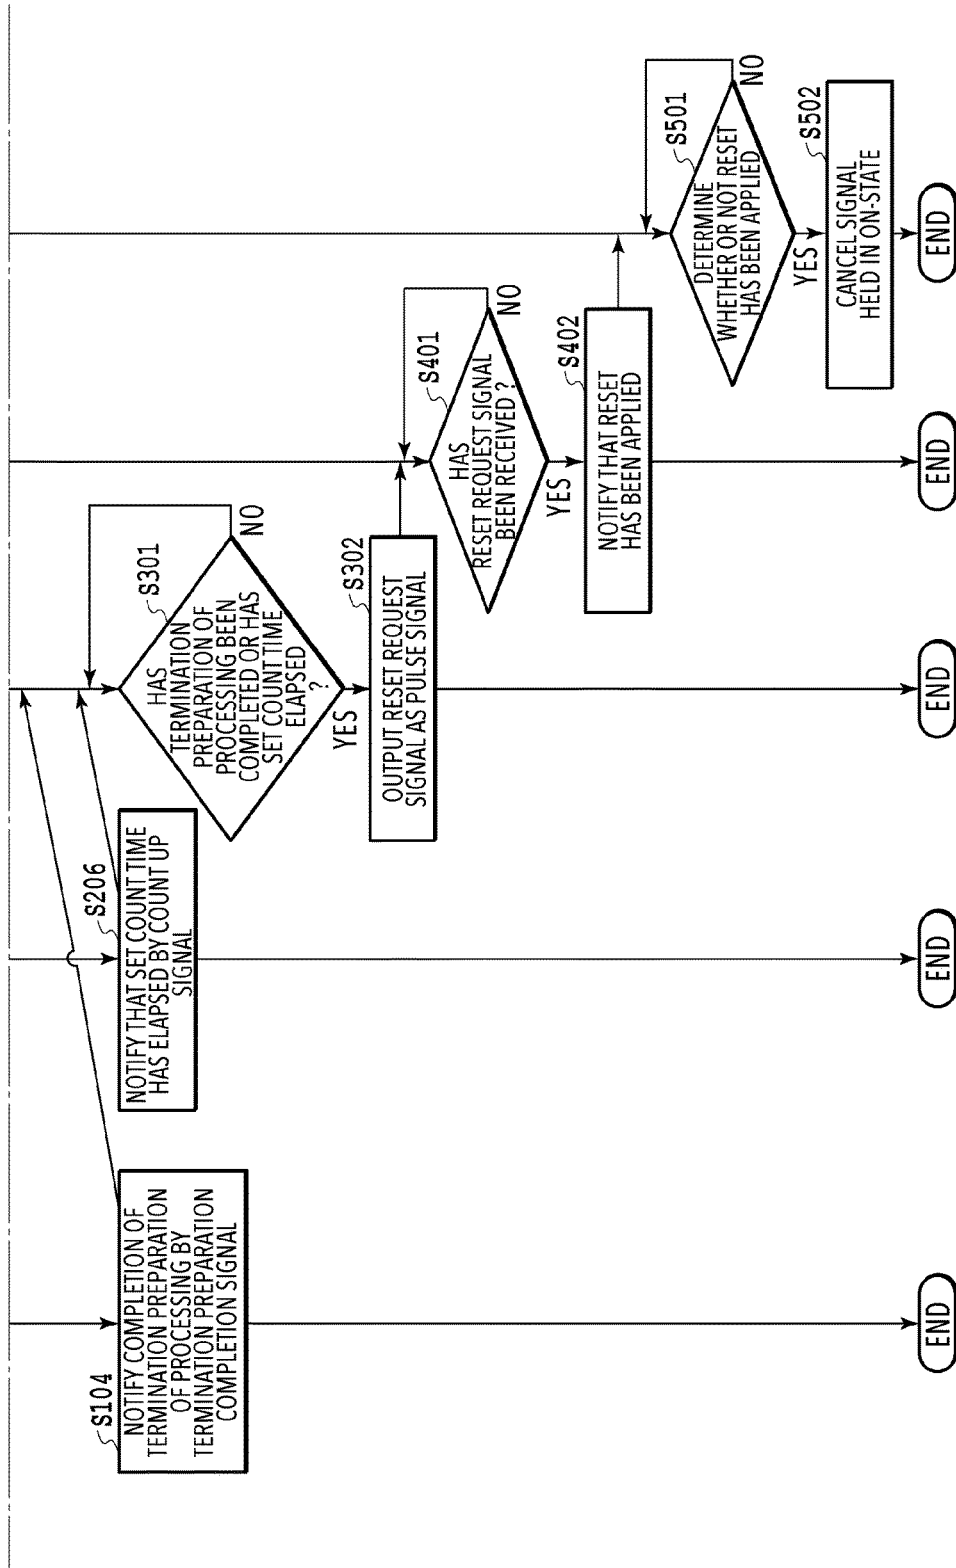 S104
NOTIFY COMPLETION OF
TERMINATION PREPARATION
OF PROCESSING BY
TERMINATION PREPARATION
COMPLETION SIGNAL
END
S206
NOTIFY THAT SET COUNT TIME
HAS ELAPSED BY COUNT UP
SIGNAL
END
S301
HAS
TERMINATION
PREPARATION OF
PROCESSING BEEN
COMPLETED OR HAS
SET COUNT TIME
ELAPSED
?
NO
YES
S302
OUTPUT RESET REQUEST
SIGNAL AS PULSE SIGNAL
END
S401
HAS
RESET REQUEST SIGNAL
BEEN RECEIVED ?
NO
YES
S402
NOTIFY THAT RESET
HAS BEEN APPLIED
END
S501
DETERMINE
WHETHER OR NOT RESET
HAS BEEN APPLIED
NO
YES
S502
CANCEL SIGNAL
HELD IN ON-STATE
END